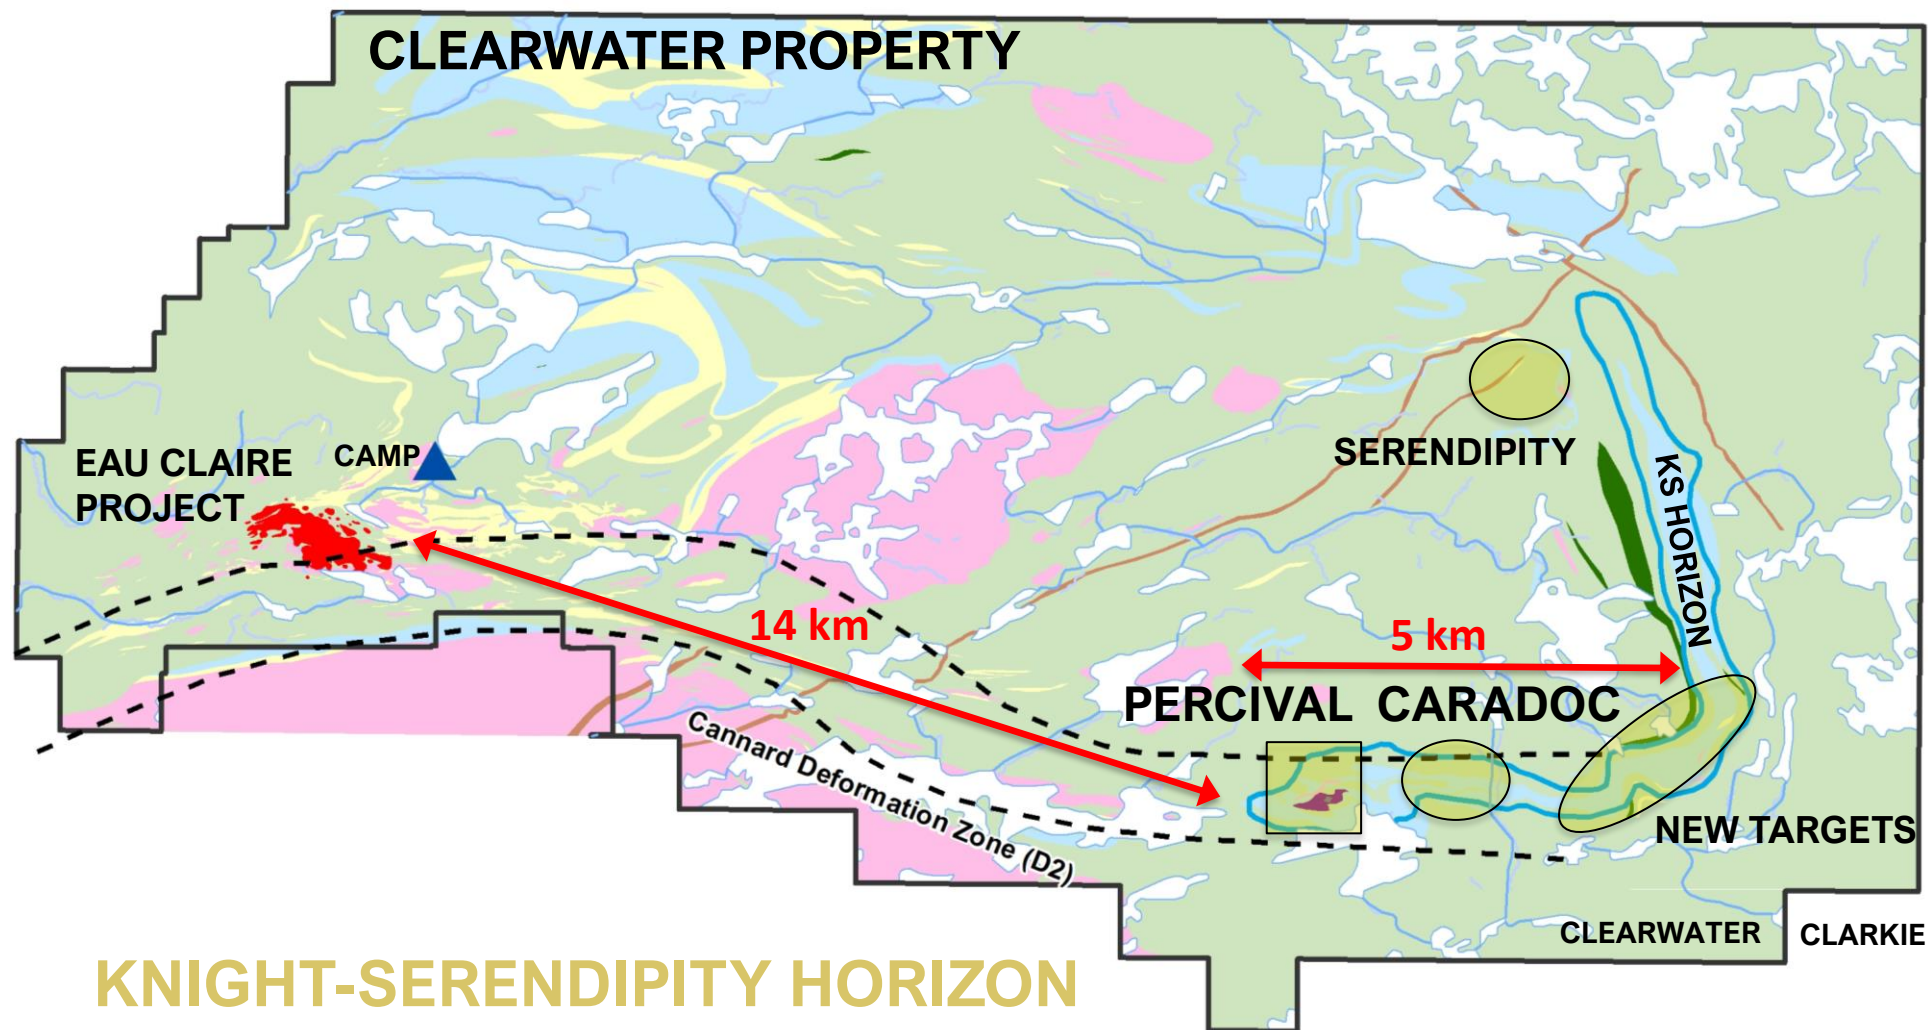 CLEARWATER PROPERTY
EAU CLAIRE
PROJECT
CAMP
SERENDIPITY
KS HORIZON
14 km
5 km
PERCIVAL CARADOC
Cannard Deformation Zone (D2)
NEW TARGETS
CLEARWATER
CLARKIE
KNIGHT-SERENDIPITY HORIZON